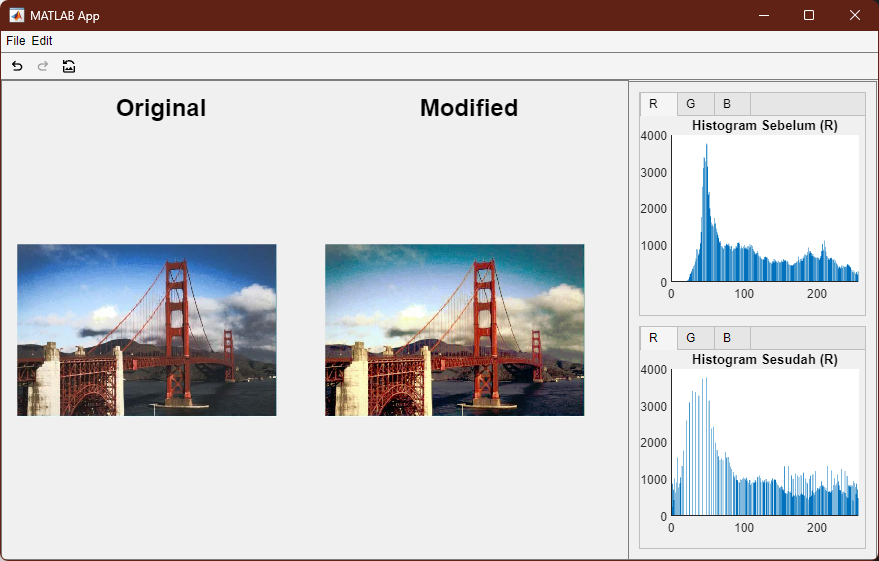 MATLAB App
File Edit
Original Modified
R G B
Histogram Sebelum (R)
4000
3000
2000
1000
0
0 100 200
R G B
Histogram Sesudah (R)
4000
3000
2000
1000
0
0 100 200